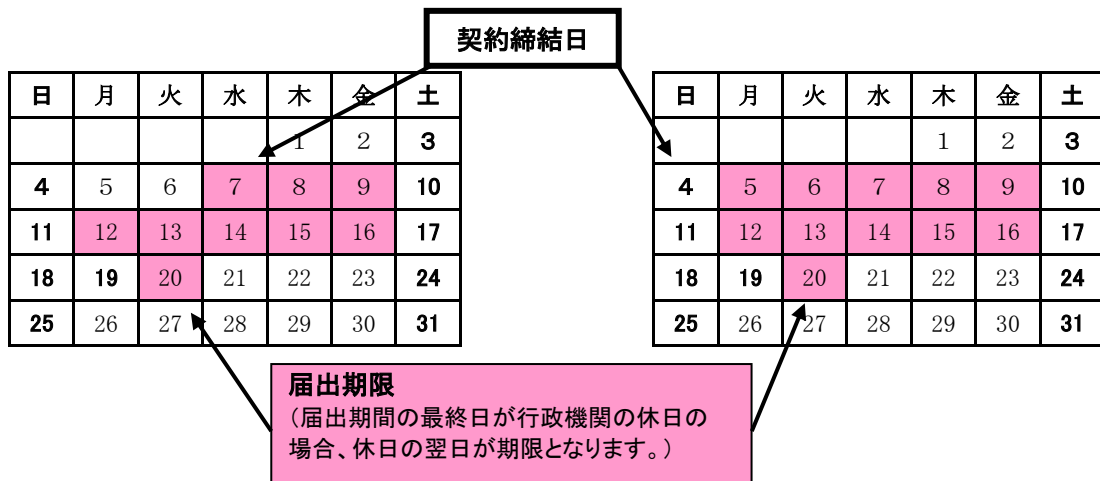 契約締結日
日 月 火 水 木 金 土
1 2 3
4 5 6 7 8 9 10
11 12 13 14 15 16 17
18 19 20 21 22 23 24
25 26 27 28 29 30 31
日 月 火 水 木 金 土
1 2 3
4 5 6 7 8 9 10
11 12 13 14 15 16 17
18 19 20 21 22 23 24
25 26 27 28 29 30 31
届出期限
(届出期間の最終日が行政機関の休日の
場合、休日の翌日が期限となります。)